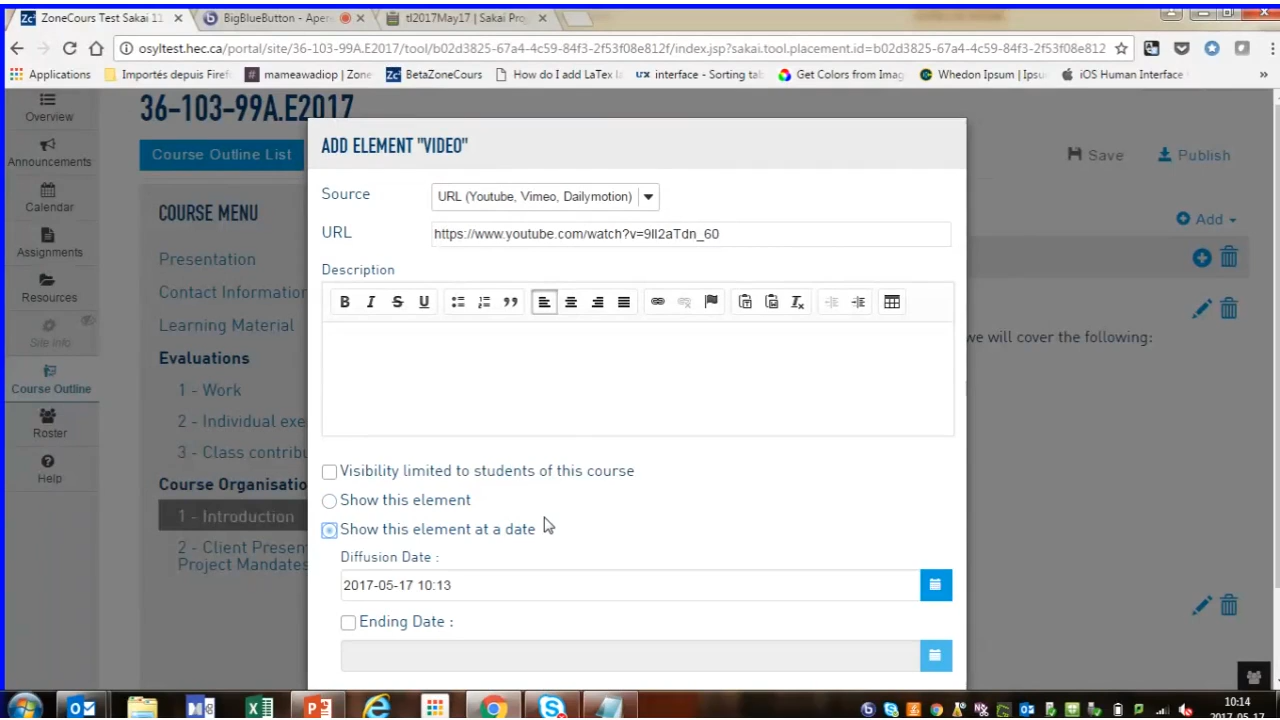 ZoneCours Test Sakai 11
BigBlueButton - Aper
tl2017May17 | Sakai Pro
osyltest.hec.ca/portal/site/36-103-99A.E2017/tool/b02d3825-67a4-4c59-84f3-2f53f08e812f/index.jsp?sakai.tool.placement.id=b02d3825-67a4-4c59-84f3-2f53f08e8112
Applications
Importés depuis Firef
mameawadiop | Zone
BetaZoneCours
How do I add LaTex
interface - Sorting ta
Get Colors from Imag
Whedon Ipsum | Ipsu
iOS Human Interface
»
Overview
Announcements
Calendar
Assignments
Resources
Site Info
Course Outline
Roster
Help
36-103-99A.E2017
Course Outline List
Save
Publish
COURSE MENU
Presentation
Contact Information
Learning Material
Evaluations
1 - Work
2 - Individual exe
3 - Class contribu
Course Organisatio
1 - Introduction
2 - Client Presen
Project Mandates
Add
we will cover the following:
ADD ELEMENT "VIDEO"
Source
URL (Youtube, Vimeo, Dailymotion)
URL
https://www.youtube.com/watch?v=9II2aTdn_60
Description
B I S U
Visibility limited to students of this course
Show this element
Show this element at a date
Diffusion Date :
2017-05-17 10:13
Ending Date :
10:14
2017-05-17